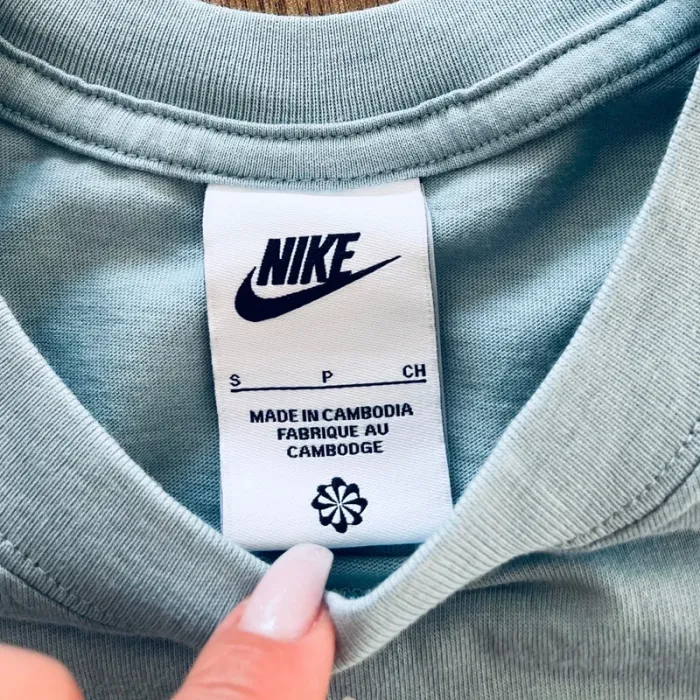 NIKE
S P CH
MADE IN CAMBODIA
FABRIQUE AU
CAMBODGE